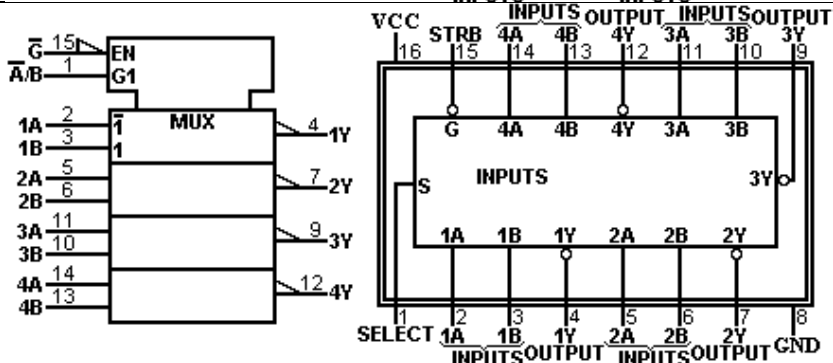 INPUTS INPUTS
VCC STRB 4A 4B 4Y 3A 3B 3Y
INPUTS OUTPUT INPUTS OUTPUT
16 15 14 13 12 11 10 9
G 4A 4B 4Y 3A 3B
S INPUTS 3Y
1A 1B 1Y 2A 2B 2Y
1 2 3 4 5 6 7 8
SELECT 1A 1B 1Y 2A 2B 2Y GND
INPUTS OUTPUT INPUTS OUTPUT
G 15 EN
A/B 1 G1
MUX
1A 2 1 4 1Y
1B 3 1
2A 5 7 2Y
2B 6
3A 11 9 3Y
3B 10
4A 14 12 4Y
4B 13